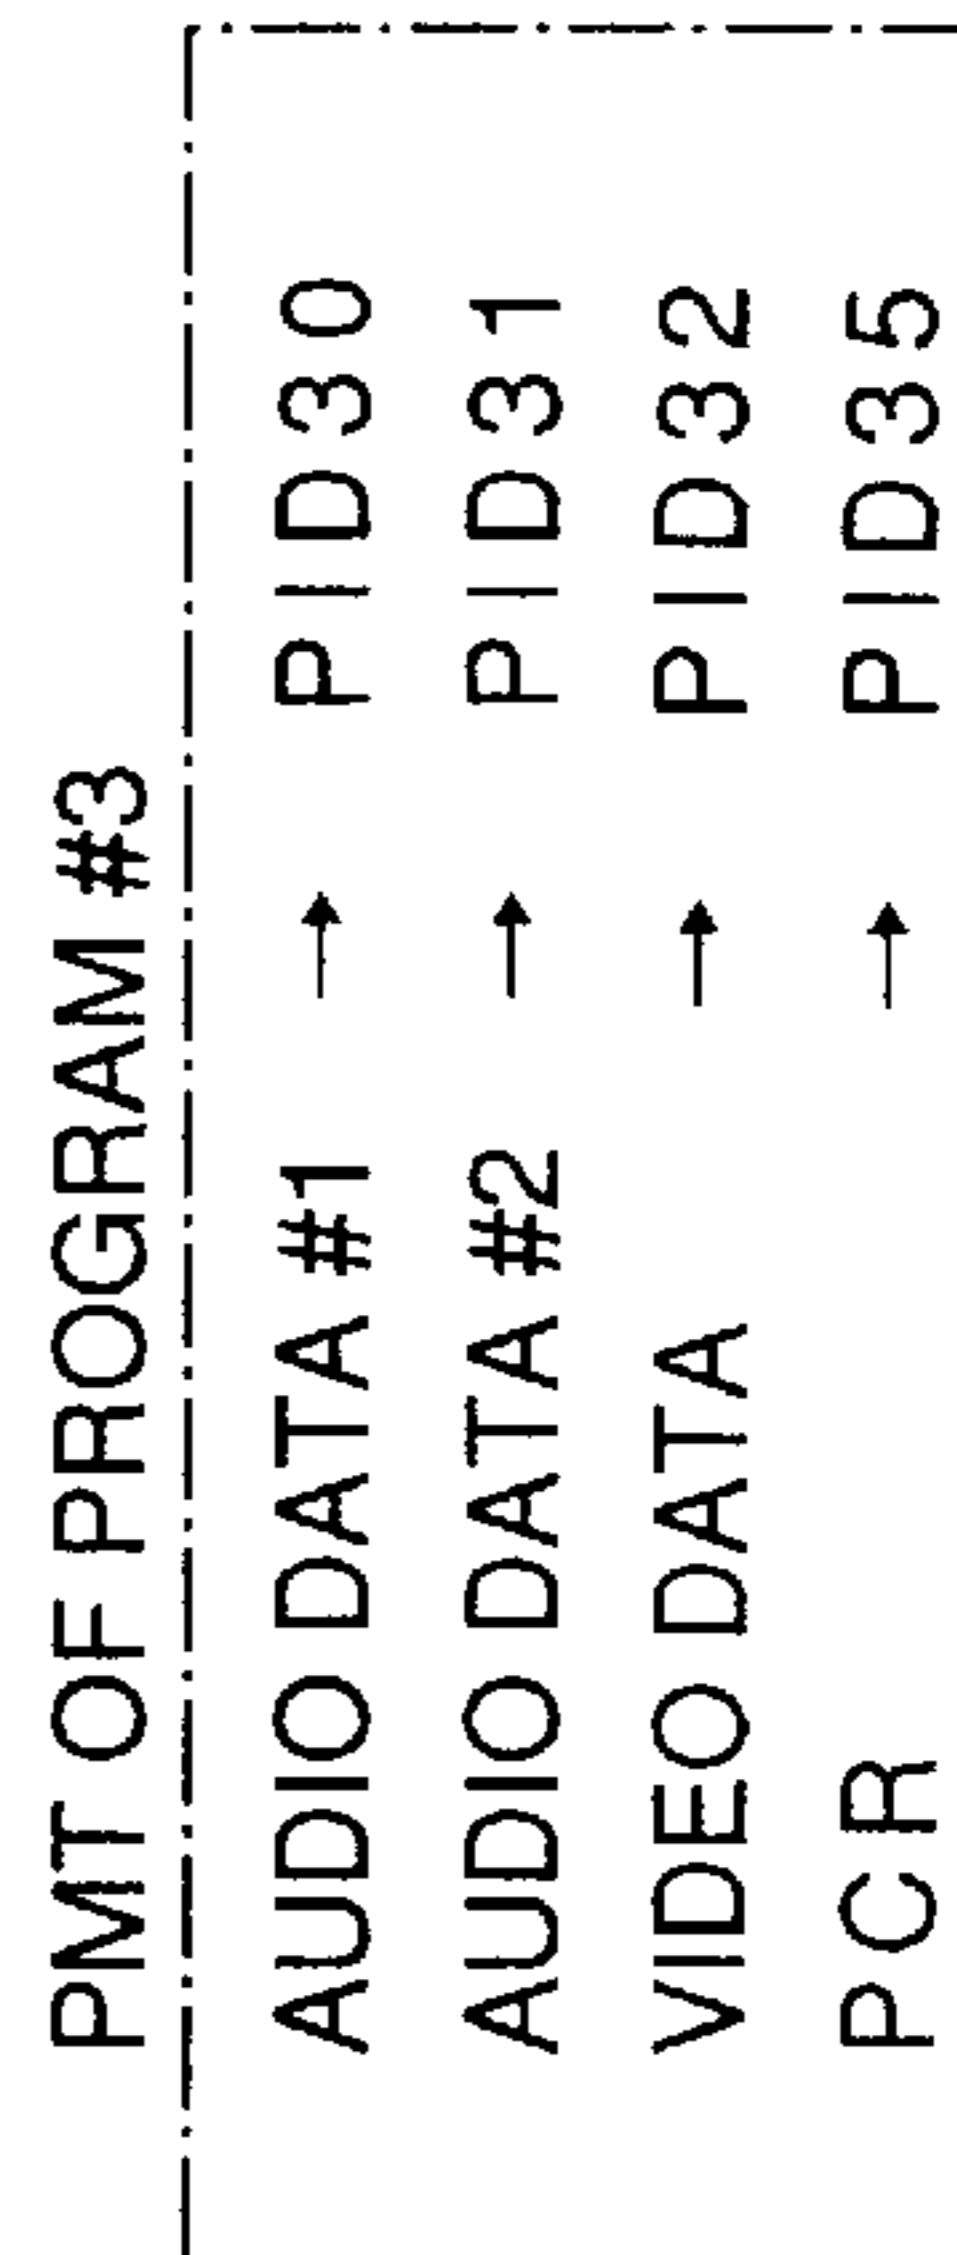 PMT OF PROGRAM #3
AUDIO DATA #1 → PID30
AUDIO DATA #2 → PID31
VIDEO DATA → PID32
PCR → PID35